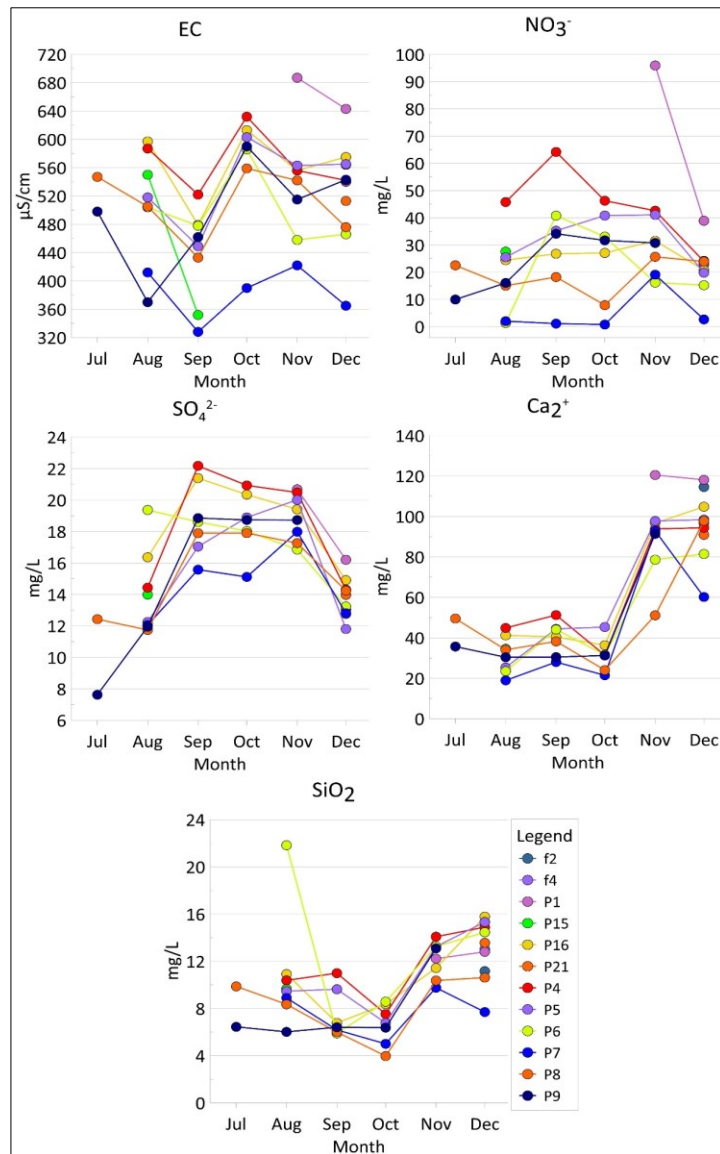 EC
720
680
640
600
560
520
480
440
400
360
320
µS/cm
Jul Aug Sep Oct Nov Dec
Month
NO₃⁻
100
90
80
70
60
50
40
30
20
10
0
mg/L
Jul Aug Sep Oct Nov Dec
Month
SO₄²⁻
24
22
20
18
16
14
12
10
8
6
mg/L
Jul Aug Sep Oct Nov Dec
Month
Ca₂⁺
140
120
100
80
60
40
20
0
mg/L
Jul Aug Sep Oct Nov Dec
Month
SiO₂
24
20
16
12
8
4
0
mg/L
Jul Aug Sep Oct Nov Dec
Month
Legend
f2
f4
P1
P15
P16
P21
P4
P5
P6
P7
P8
P9